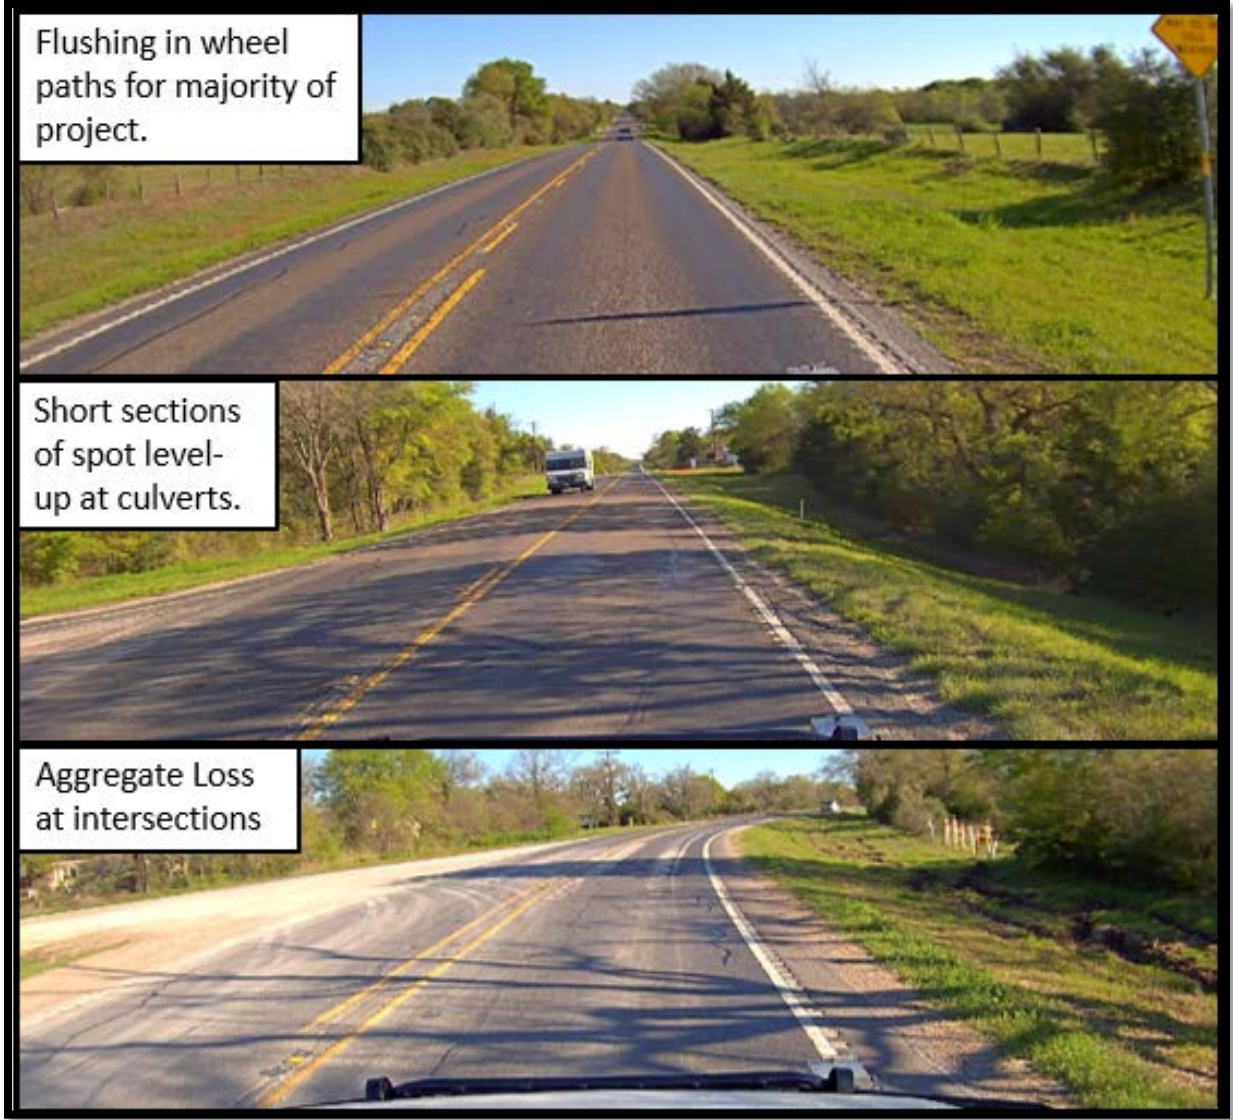 Flushing in wheel
paths for majority of
project.
Short sections
of spot level-
up at culverts.
Aggregate Loss
at intersections